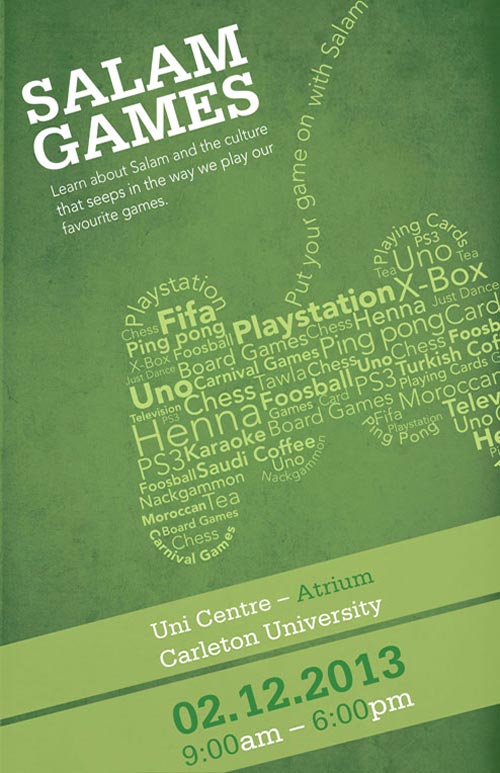 SALAM
GAMES
Learn about Salam and the culture
that seeps in the way we play our
favourite games.
Put your game on with Salam
Playstation
Chess Fifa
Ping pong
X-Box Foosball
Just Dance Board Games
Playstation X-Box
Playing Cards
PS3
Tea Uno Tea
Just Dance
Uno Carnival Games
Chess Henna
Ping pong Card
Television
PS3 Chess Tawla Chess
Uno Chess Foosb
Henna Foosball PS3 Turkish Cof
Games Card
Playing Cards
Karaoke Board Games Moroccan
PS3
Fifa
Playstation Telev
Ping Pong
Uno
Foosball Saudi Coffee
Nackgammon
Uno
Nackgammon
Moroccan Tea
Board Games
Chess
Carnival Games
Uni Centre – Atrium
Carleton University
02.12.2013
9:00am – 6:00pm